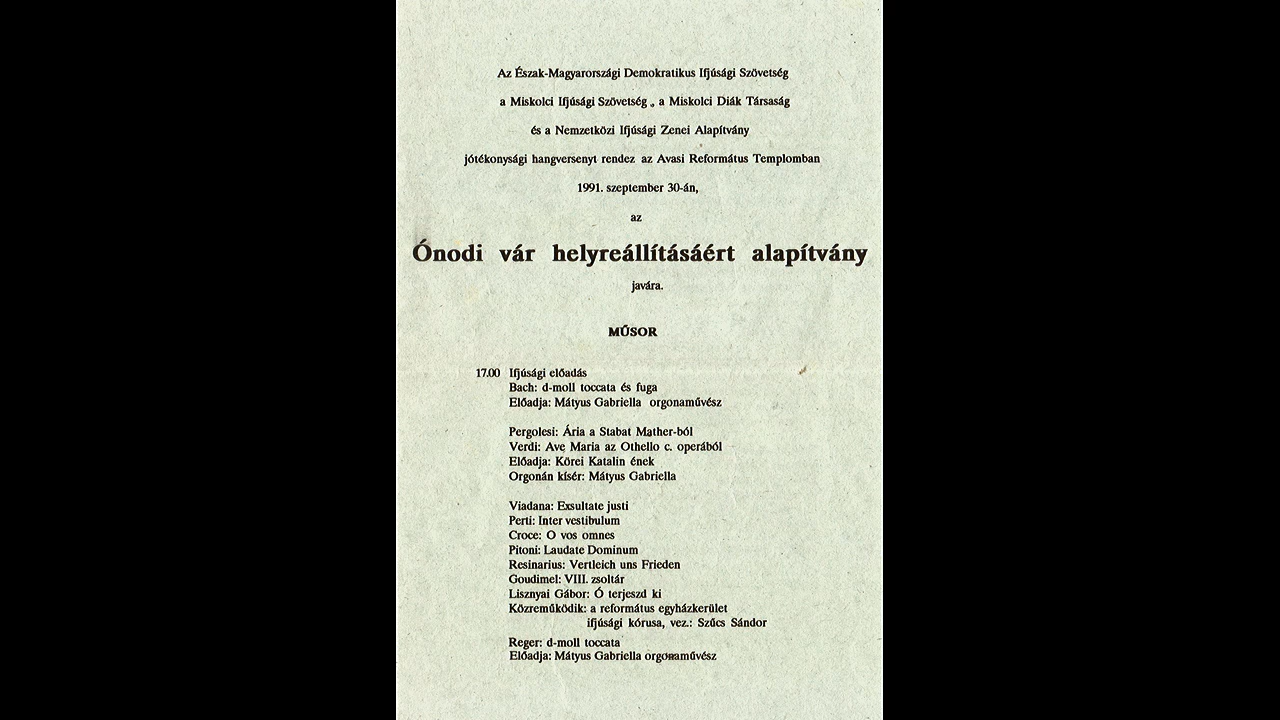 Az Észak-Magyarországi Demokratikus Ifjúsági Szövetség
a Miskolci Ifjúsági Szövetség „ a Miskolci Diák Társaság
és a Nemzetközi Ifjúsági Zenei Alapítvány
jótékonysági hangversenyt rendez az Avasi Református Templomban
1991. szeptember 30-án,
az
Ónodi vár helyreállításáért alapítvány
javára.
MŰSOR
17.00 Ifjúsági előadás
Bach: d-moll toccata és fuga
Előadja: Mátyus Gabriella orgonaművész
Pergolesi: Ária a Stabat Mather-ból
Verdi: Ave Maria az Othello c. operából
Előadja: Körei Katalin ének
Orgonán kísér: Mátyus Gabriella
Viadana: Exsultate justi
Perti: Inter vestibulum
Croce: O vos omnes
Pitoni: Laudate Dominum
Resinarius: Vertleich uns Frieden
Goudimel: VIII. zsoltár
Lisznyai Gábor: Ó terjeszd ki
Közreműködik: a református egyházkerület
ifjúsági kórusa, vez.: Szűcs Sándor
Reger: d-moll toccata
Előadja: Mátyus Gabriella orgonaművész